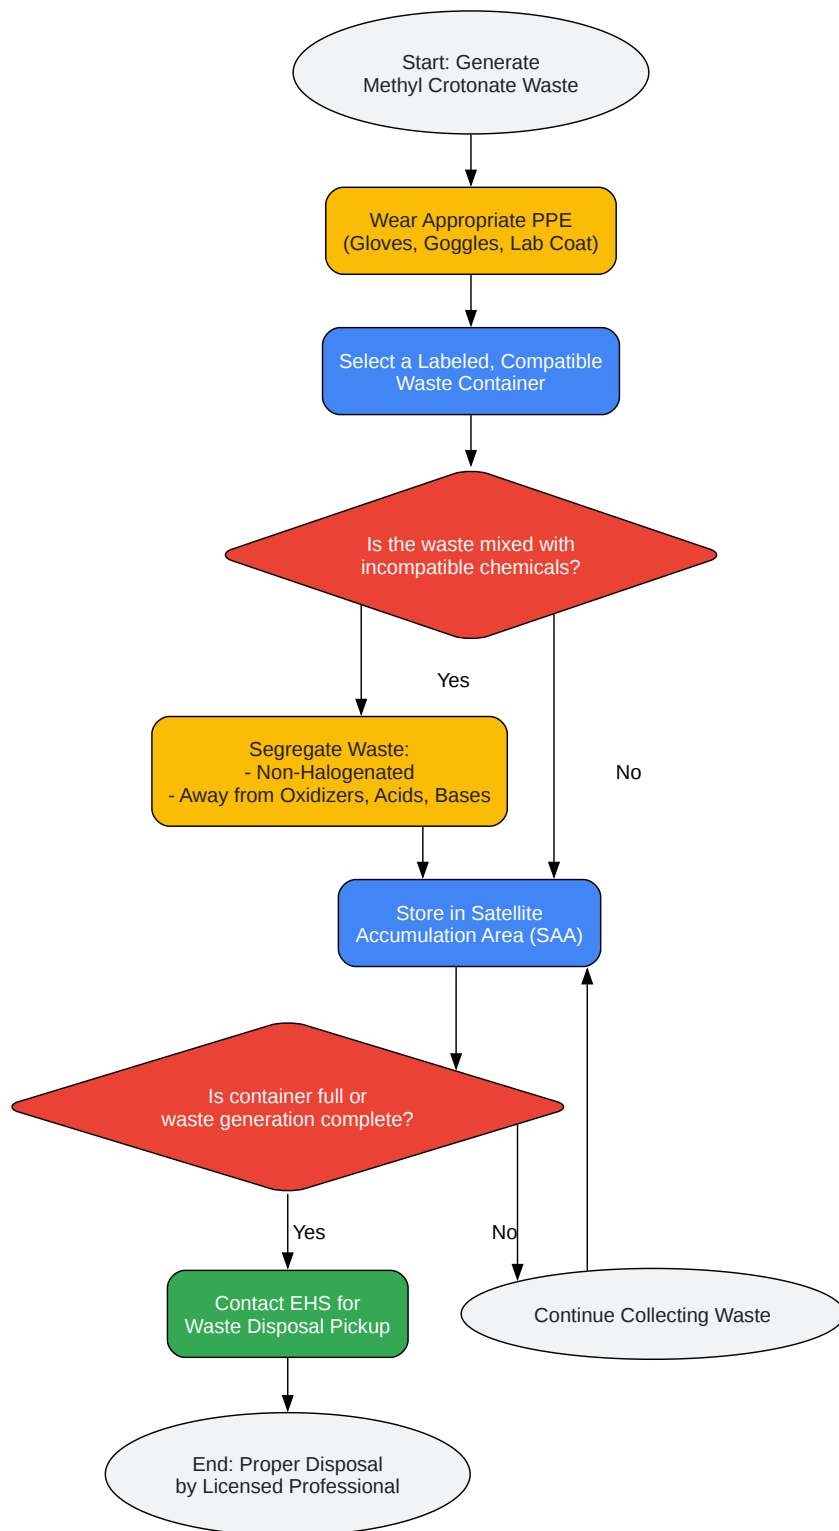 Start: Generate
Methyl Crotonate Waste
Wear Appropriate PPE
(Gloves, Goggles, Lab Coat)
Select a Labeled, Compatible
Waste Container
Is the waste mixed with
incompatible chemicals?
Yes
Segregate Waste:
- Non-Halogenated
- Away from Oxidizers, Acids, Bases
No
Store in Satellite
Accumulation Area (SAA)
Is container full or
waste generation complete?
Yes
No
Contact EHS for
Waste Disposal Pickup
Continue Collecting Waste
End: Proper Disposal
by Licensed Professional